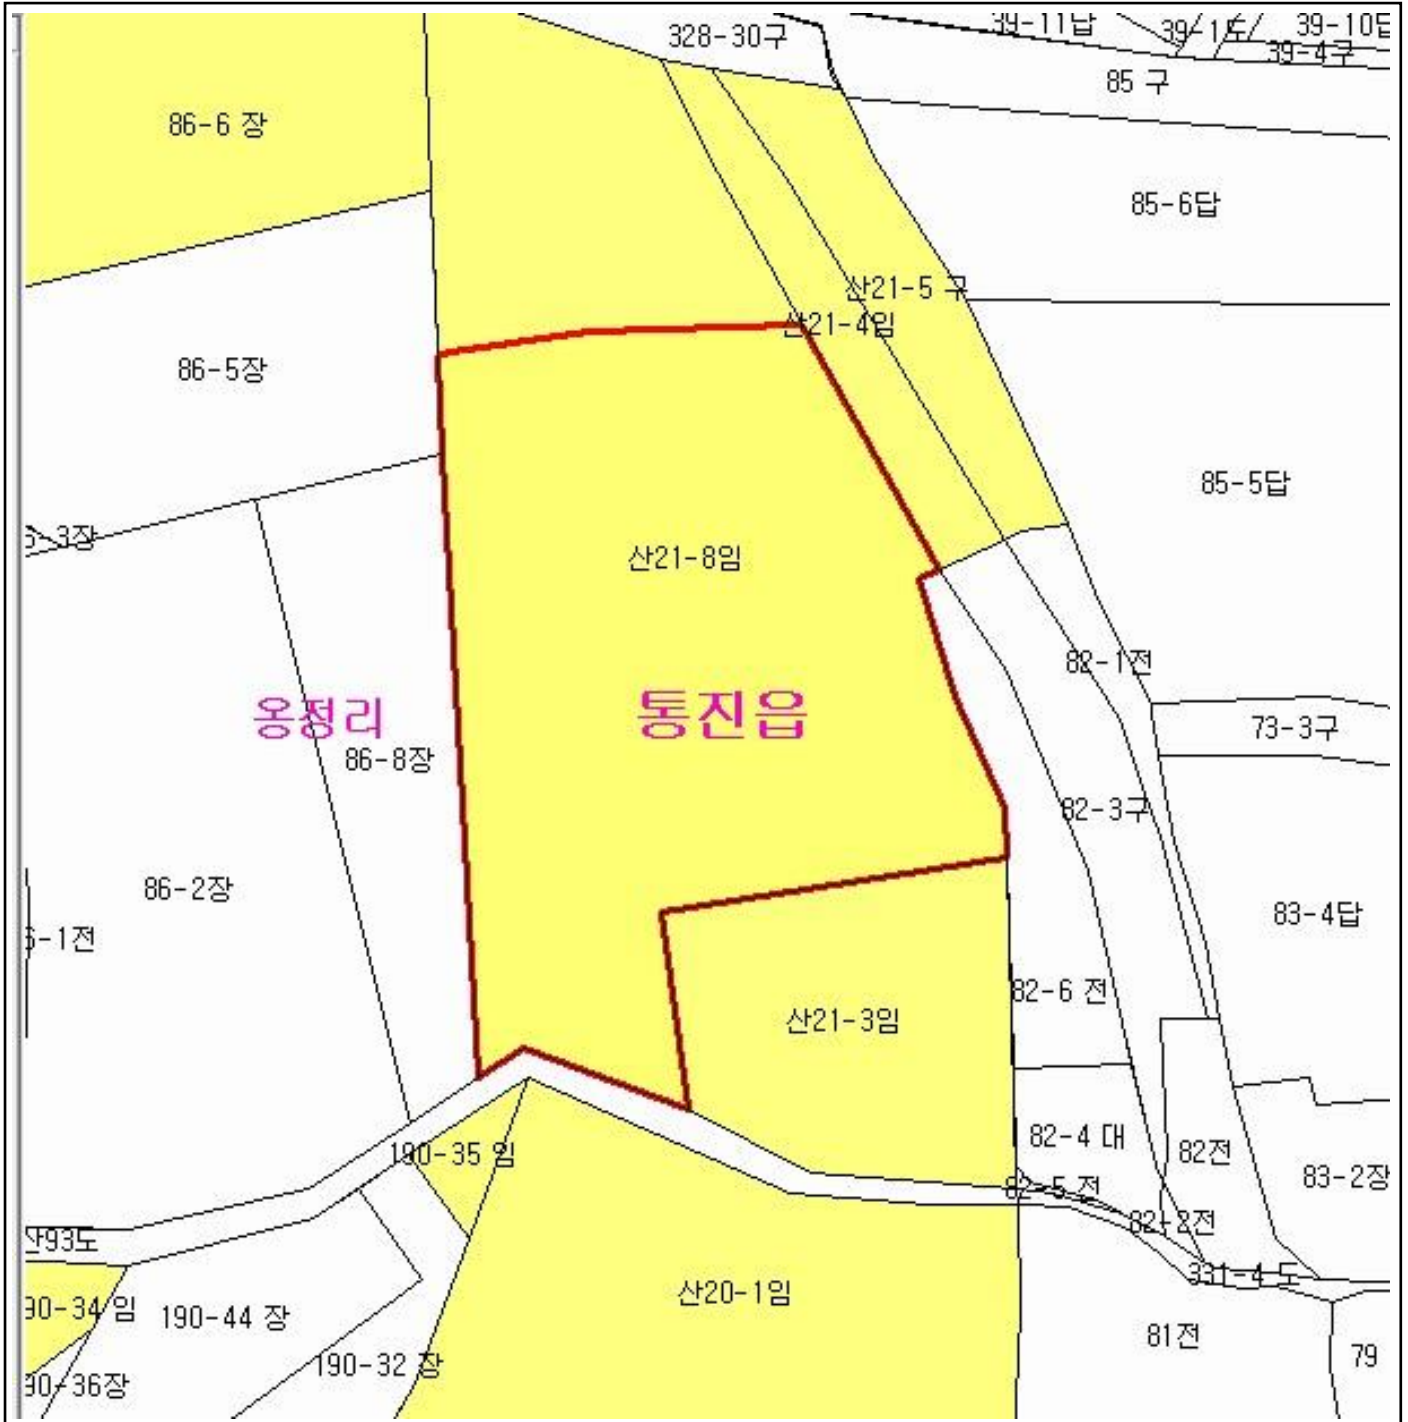 328-30구
39-11답
39-1도
39-10답
39-4구
85 구
86-6 장
85-6답
산21-5 구
산21-4임
86-5장
85-5답
6-3장
산21-8임
82-1전
옹정리
통진읍
73-3구
86-8장
82-3구
86-2장
83-4답
6-1전
82-6 전
산21-3임
82-4 대
82전
190-35 임
83-2장
82-5 전
82-2전
산93도
331-4 도
산20-1임
90-34 임
190-44 장
81전
79
190-32 장
90-36장